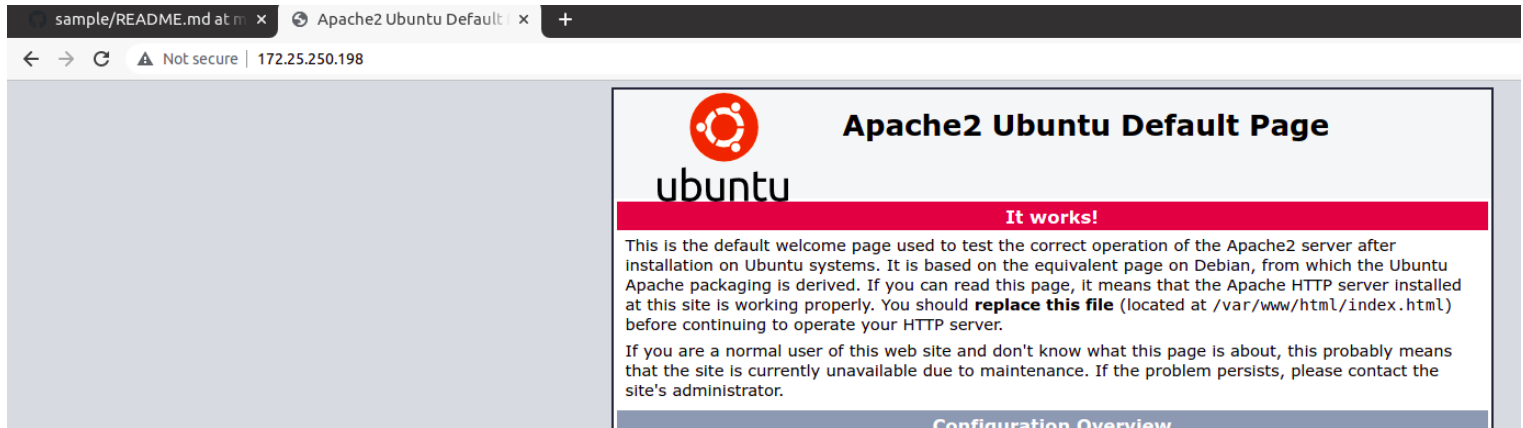 sample/README.md at m
Apache2 Ubuntu Default
Not secure 172.25.250.198
ubuntu
Apache2 Ubuntu Default Page
It works!
This is the default welcome page used to test the correct operation of the Apache2 server after
installation on Ubuntu systems. It is based on the equivalent page on Debian, from which the Ubuntu
Apache packaging is derived. If you can read this page, it means that the Apache HTTP server installed
at this site is working properly. You should replace this file (located at /var/www/html/index.html)
before continuing to operate your HTTP server.
If you are a normal user of this web site and don't know what this page is about, this probably means
that the site is currently unavailable due to maintenance. If the problem persists, please contact the
site's administrator.
Configuration Overview